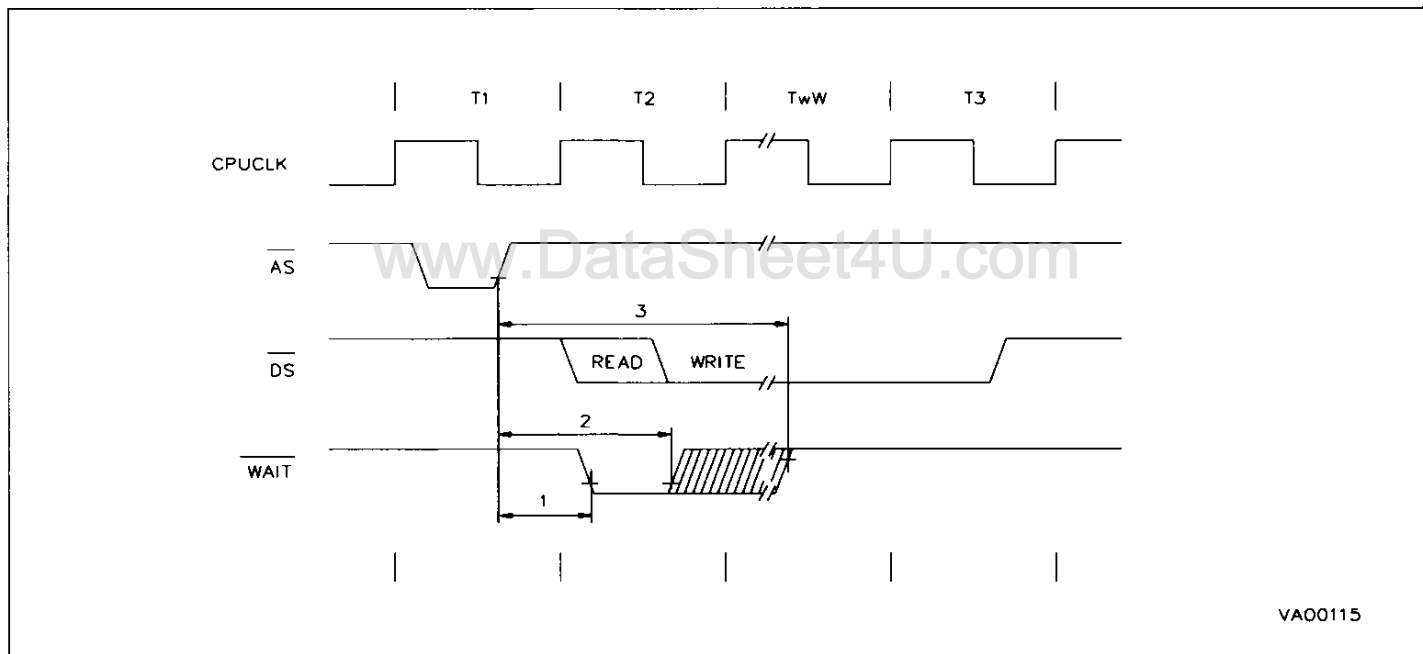 T1 T2 TwW T3
CPUCLK
AS
www.DataSheet4U.com
3
DS READ WRITE
2
WAIT
1
VA00115